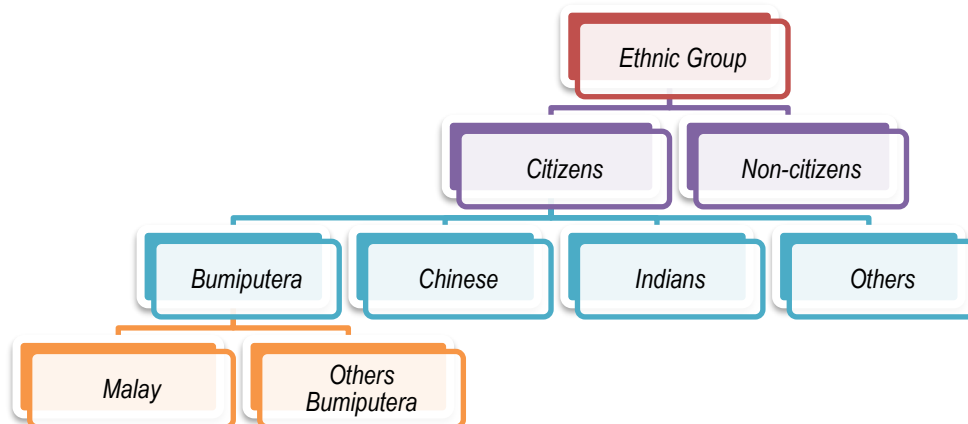 Ethnic Group
Citizens
Non-citizens
Bumiputera
Chinese
Indians
Others
Malay
Others
Bumiputera